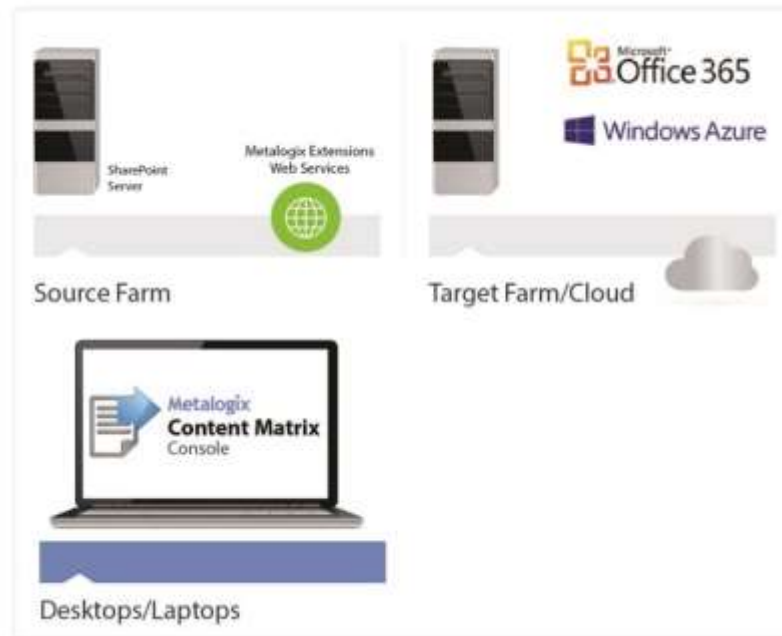 SharePoint
Server
Metalogix Extensions
Web Services
Source Farm
Microsoft
Office 365
Windows Azure
Target Farm/Cloud
Metalogix
Content Matrix
Console
Desktops/Laptops